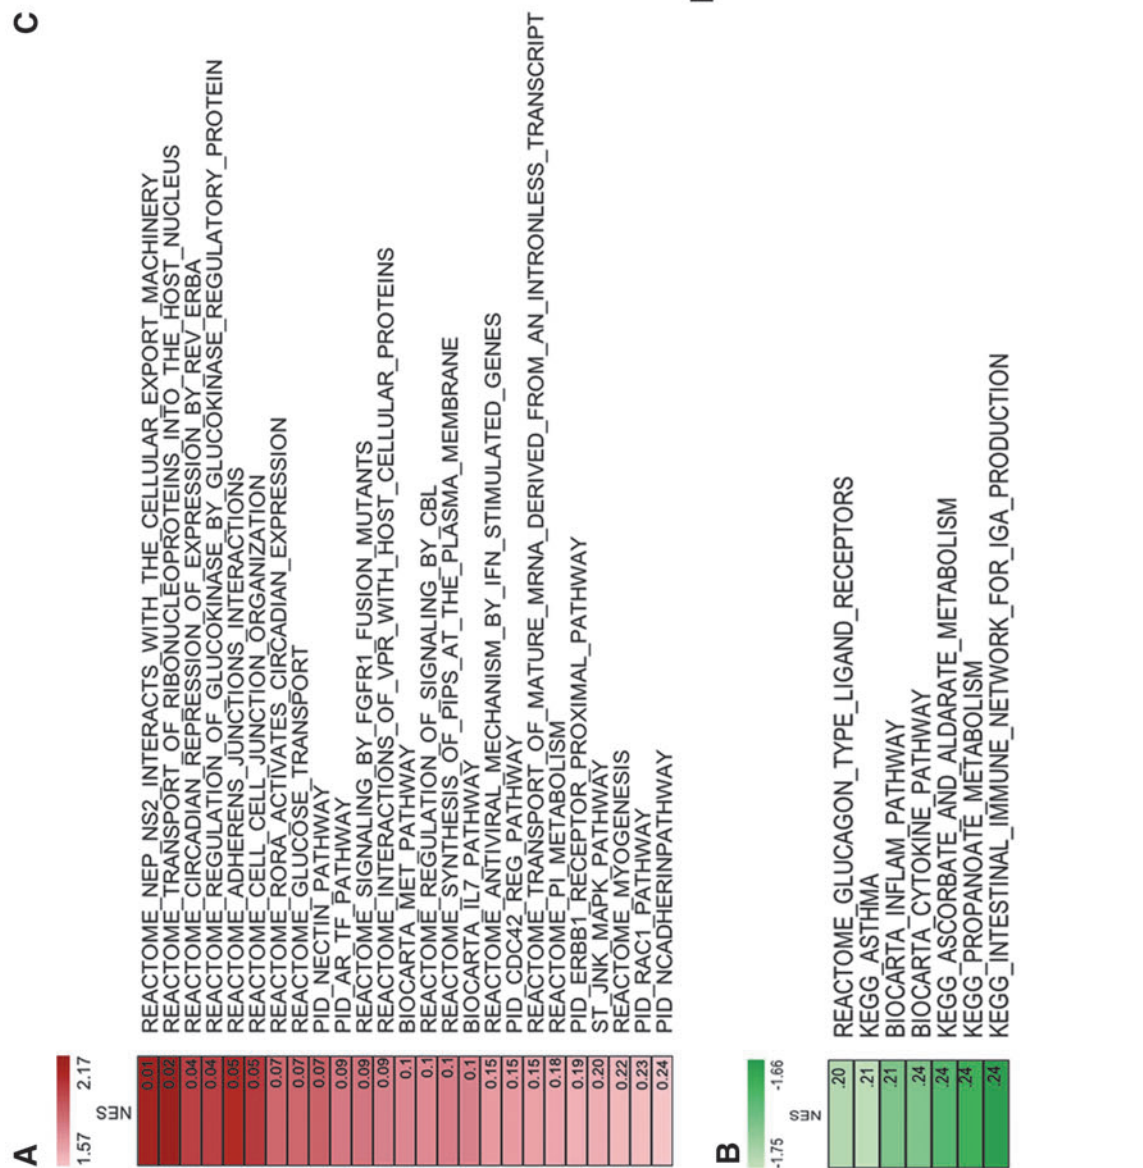 A
1.57 2.17
NES
0.01 REACTOME_NEP_NS2_INTERACTS_WITH_THE_CELLULAR_EXPORT_MACHINERY
0.02 REACTOME_TRANSPORT_OF_RIBONUCLEOPROTEINS_INTO_THE_HOST_NUCLEUS
0.04 REACTOME_CIRCADIAN_REPRESSION_OF_EXPRESSION_BY_REV_ERBA
0.04 REACTOME_REGULATION_OF_GLUCOKINASE_BY_GLUCOKINASE_REGULATORY_PROTEIN
0.05 REACTOME_ADHERENS_JUNCTIONS_INTERACTIONS
0.05 REACTOME_CELL_CELL_JUNCTION_ORGANIZATION
0.07 REACTOME_RORA_ACTIVATES_CIRCADIAN_EXPRESSION
0.07 REACTOME_GLUCOSE_TRANSPORT
0.07 PID_NECTIN_PATHWAY
0.09 PID_AR_TF_PATHWAY
0.09 REACTOME_SIGNALING_BY_FGFR1_FUSION_MUTANTS
0.09 REACTOME_INTERACTIONS_OF_VPR_WITH_HOST_CELLULAR_PROTEINS
0.1 BIOCARTA_MET_PATHWAY
0.1 REACTOME_REGULATION_OF_SIGNALING_BY_CBL
0.1 REACTOME_SYNTHESIS_OF_PIPS_AT_THE_PLASMA_MEMBRANE
0.1 BIOCARTA_IL7_PATHWAY
0.15 REACTOME_ANTIVIRAL_MECHANISM_BY_IFN_STIMULATED_GENES
0.15 PID_CDC42_REG_PATHWAY
0.15 REACTOME_TRANSPORT_OF_MATURE_MRNA_DERIVED_FROM_AN_INTRONLESS_TRANSCRIPT
0.18 REACTOME_PI_METABOLISM
0.19 PID_ERBB1_RECEPTOR_PROXIMAL_PATHWAY
0.20 ST_JNK_MAPK_PATHWAY
0.22 REACTOME_MYOGENESIS
0.23 PID_RAC1_PATHWAY
0.24 PID_NCADHERINPATHWAY
B
-1.75 -1.66
NES
.20 REACTOME_GLUCAGON_TYPE_LIGAND_RECEPTORS
.21 KEGG_ASTHMA
.21 BIOCARTA_INFLAM_PATHWAY
.24 BIOCARTA_CYTOKINE_PATHWAY
.24 KEGG_ASCORBATE_AND_ALDARATE_METABOLISM
.24 KEGG_PROPANOATE_METABOLISM
.24 KEGG_INTESTINAL_IMMUNE_NETWORK_FOR_IGA_PRODUCTION
C